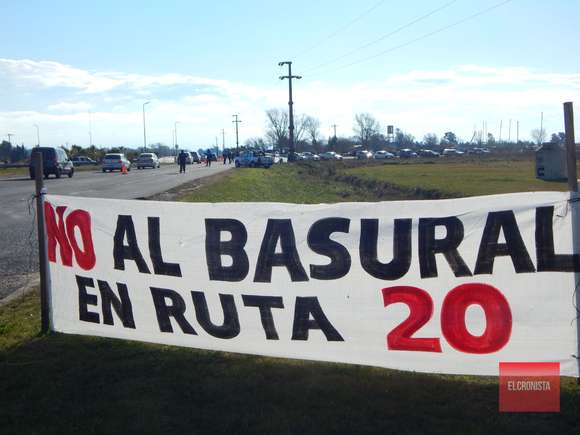 NO AL BASURAL
EN RUTA 20
ELCRONISTA